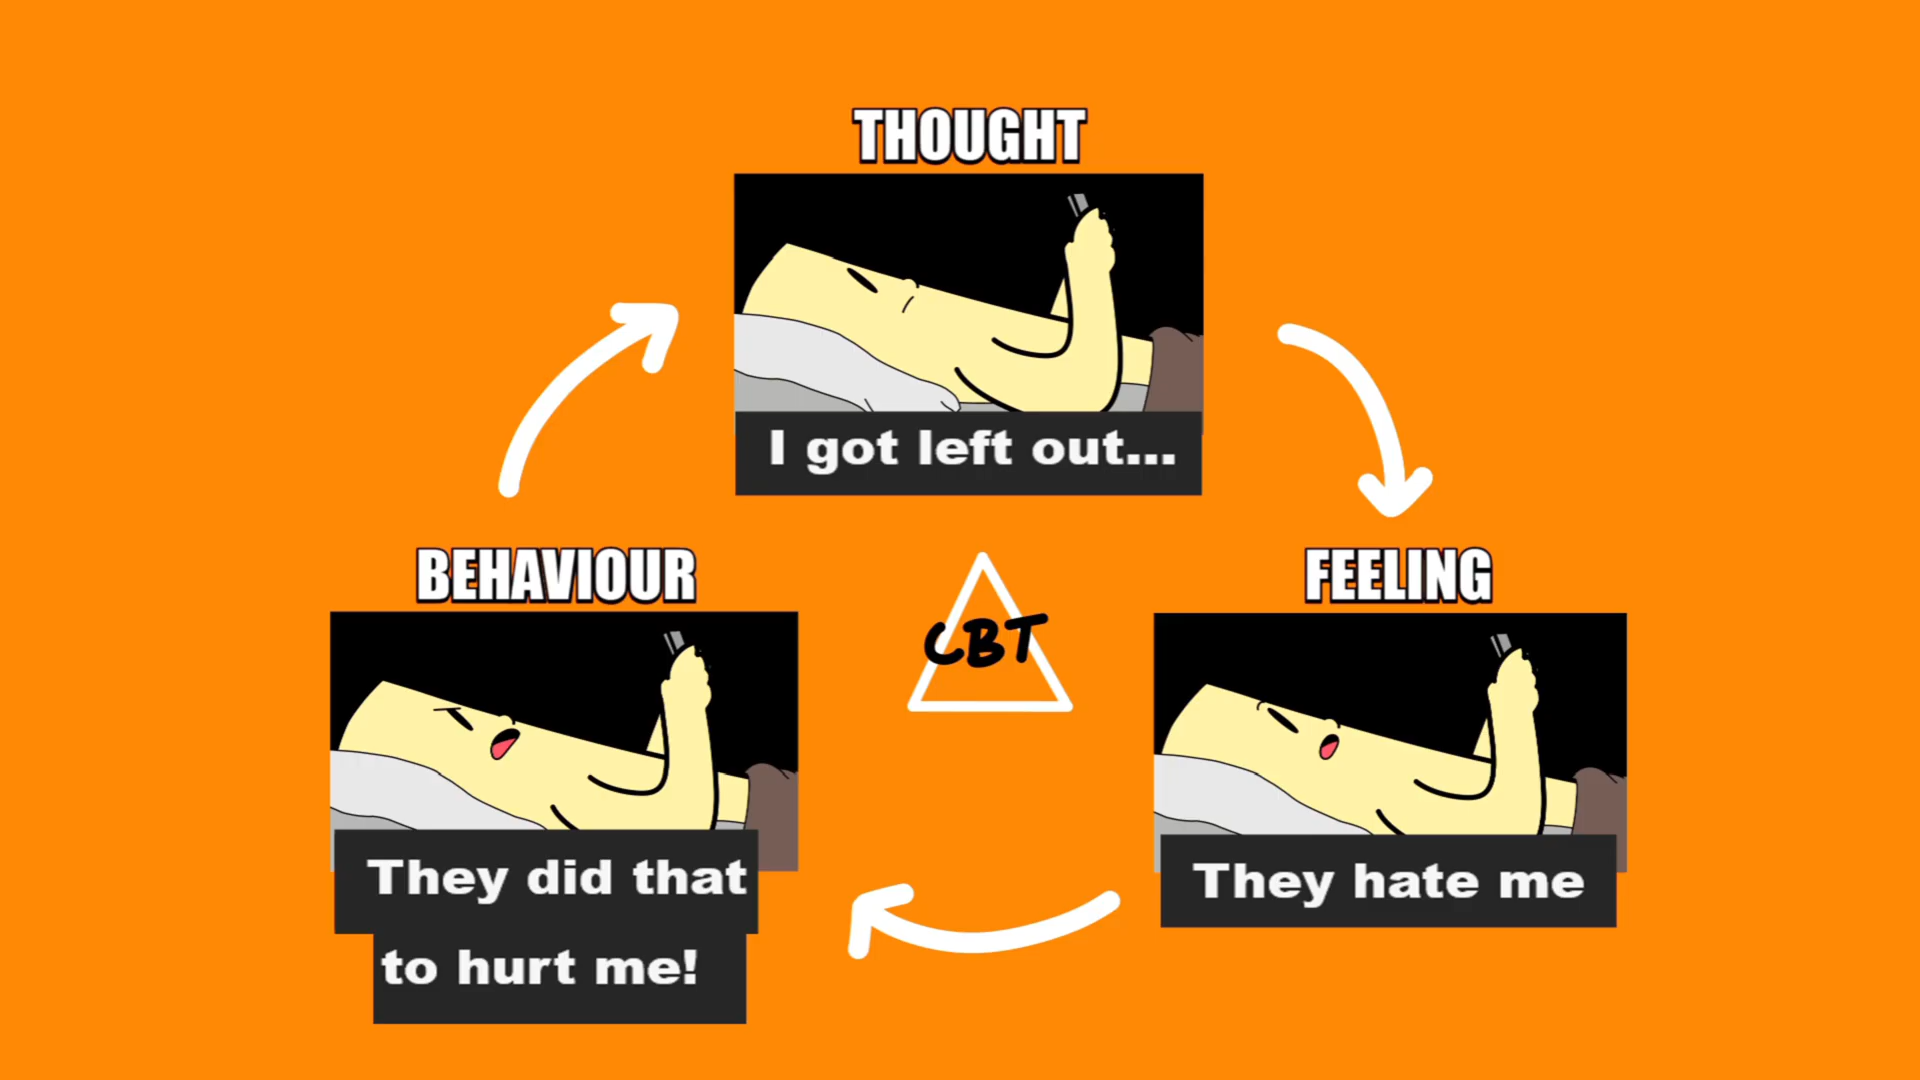 THOUGHT
I got left out...
BEHAVIOUR
FEELING
CBT
They did that
to hurt me!
They hate me